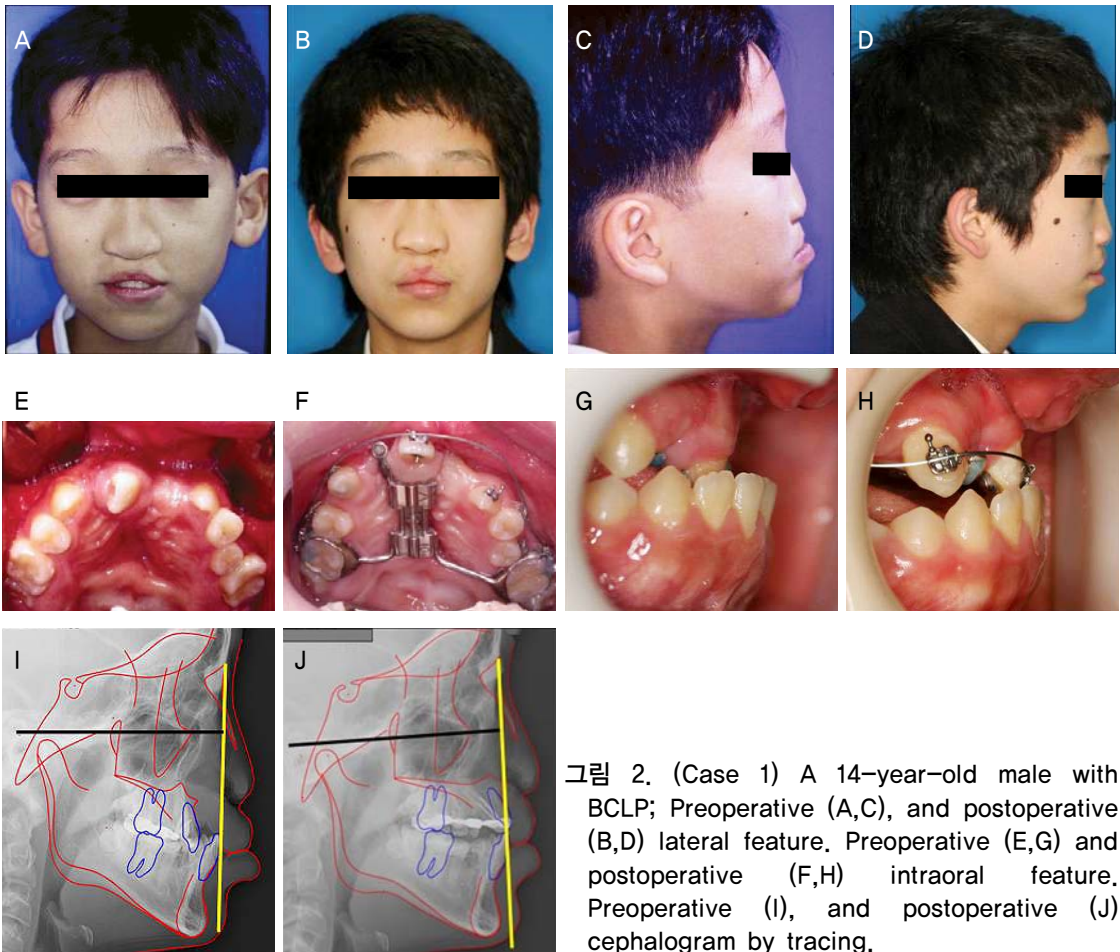 A
B
C
D
E
F
G
H
I
J
그림 2. (Case 1) A 14-year-old male with
BCLP; Preoperative (A,C), and postoperative
(B,D) lateral feature. Preoperative (E,G) and
postoperative (F,H) intraoral feature.
Preoperative (I), and postoperative (J)
cephalogram by tracing.